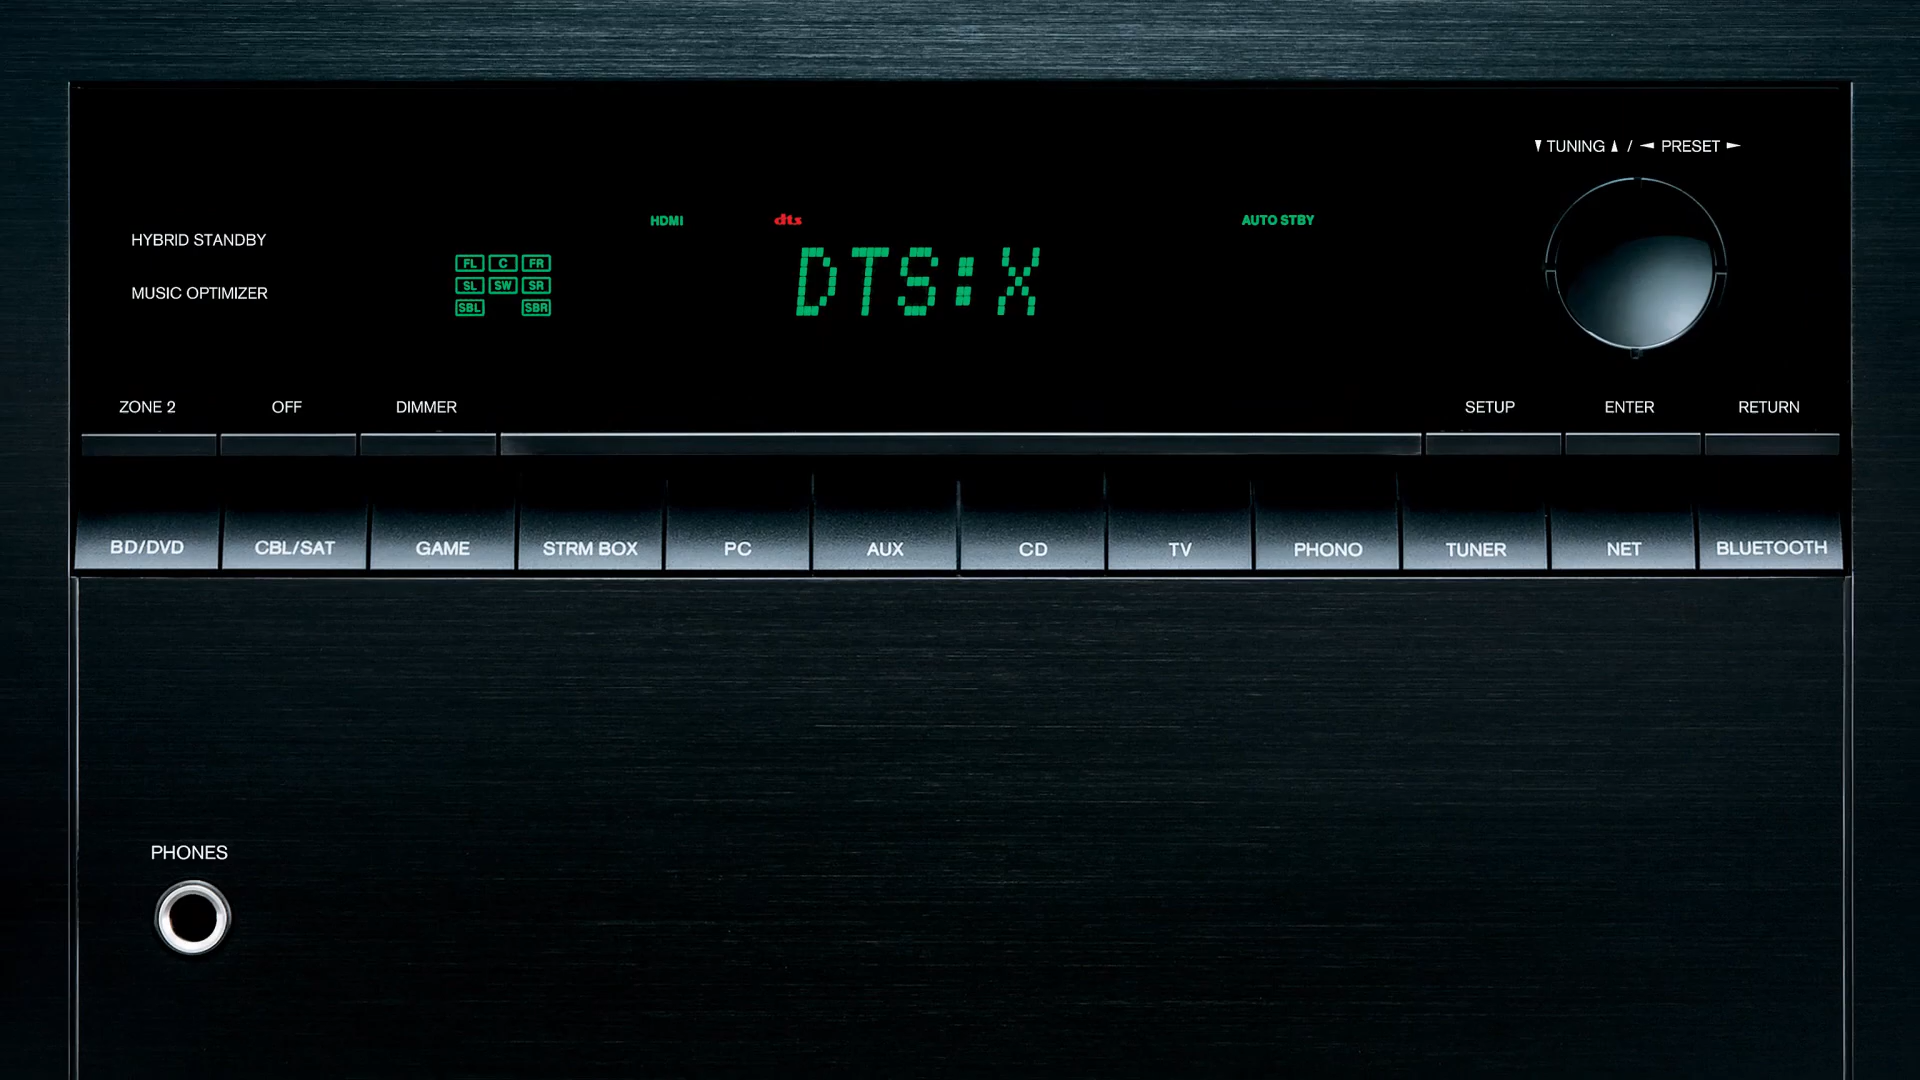 ▼ TUNING ▲ / ◄ PRESET ►
HDMI
dts
AUTO STBY
HYBRID STANDBY
MUSIC OPTIMIZER
FL C FR
SL SW SR
SBL SBR
DTS:X
ZONE 2
OFF
DIMMER
SETUP
ENTER
RETURN
BD/DVD
CBL/SAT
GAME
STRM BOX
PC
AUX
CD
TV
PHONO
TUNER
NET
BLUETOOTH
PHONES